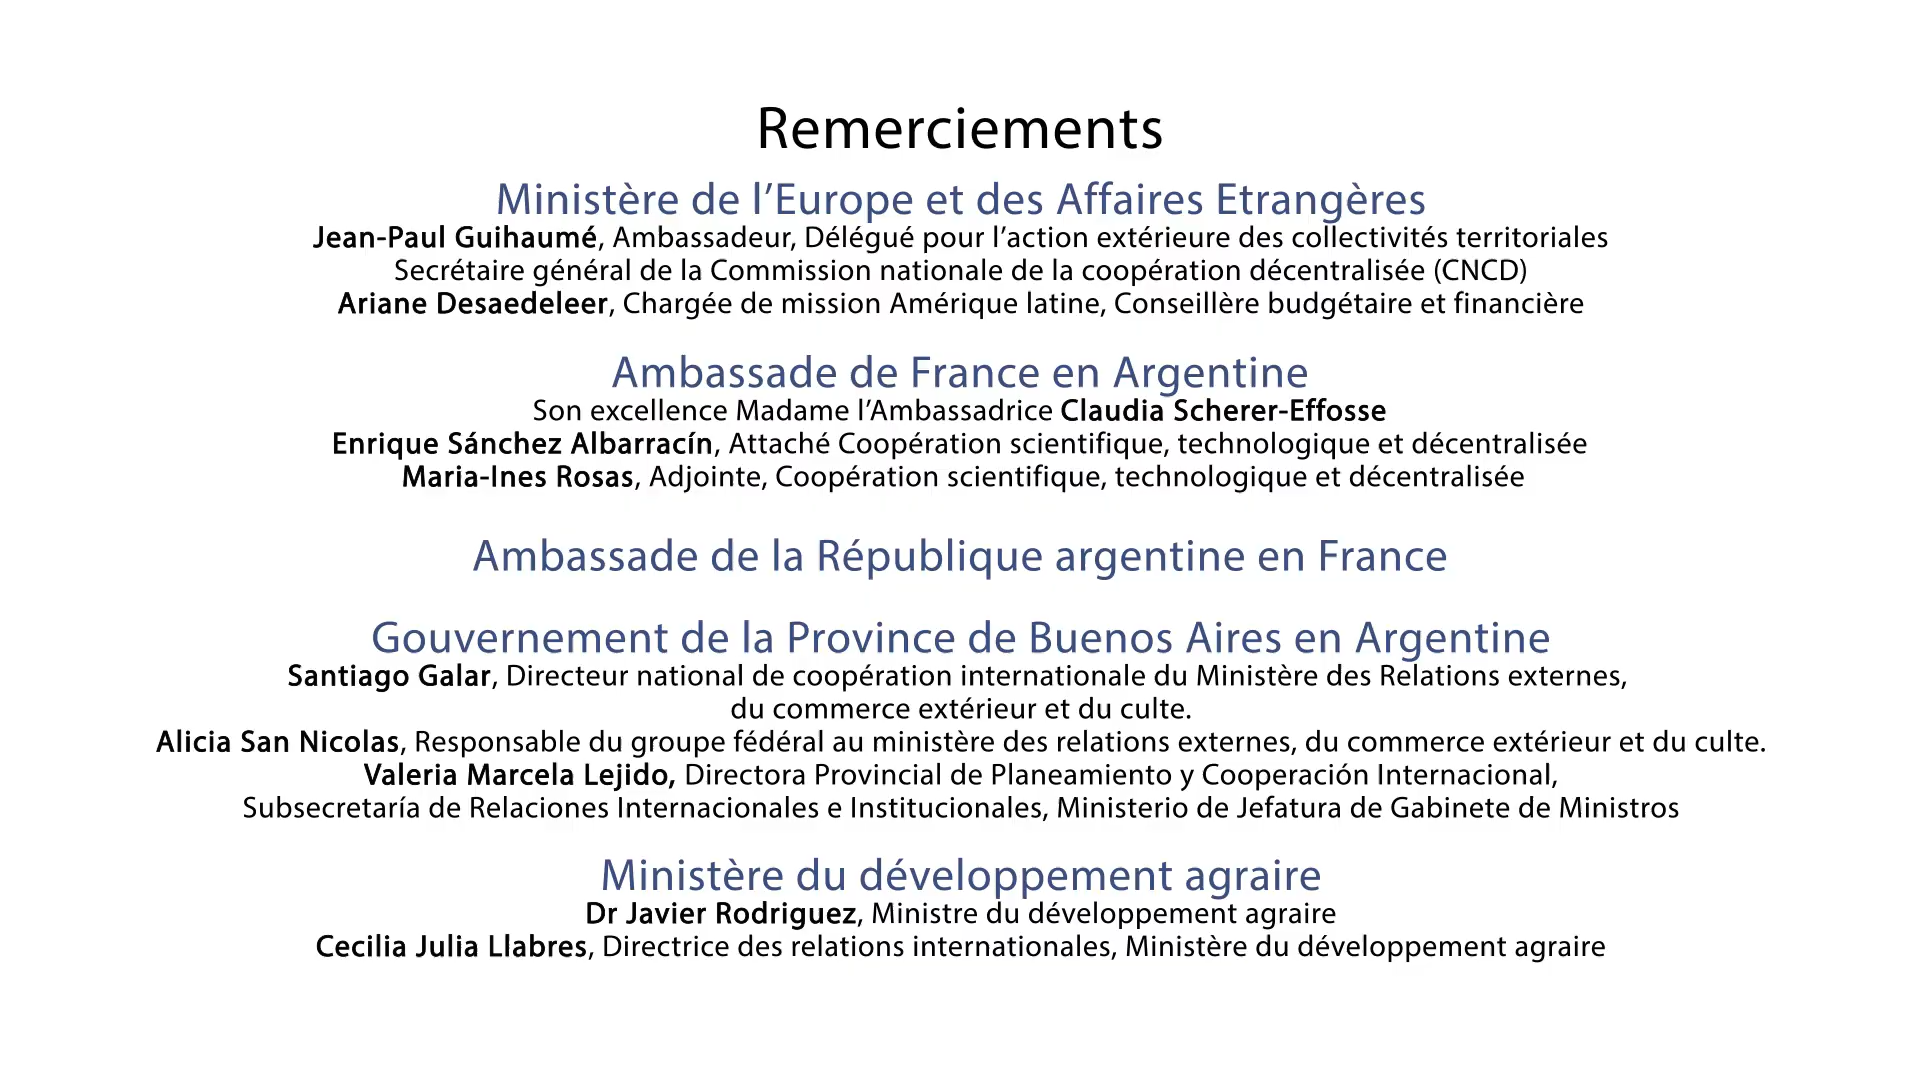 Remerciements
Ministère de l’Europe et des Affaires Etrangères
Jean-Paul Guihaumé, Ambassadeur, Délégué pour l’action extérieure des collectivités territoriales
Secrétaire général de la Commission nationale de la coopération décentralisée (CNCD)
Ariane Desaedeleer, Chargée de mission Amérique latine, Conseillère budgétaire et financière
Ambassade de France en Argentine
Son excellence Madame l’Ambassadrice Claudia Scherer-Effosse
Enrique Sánchez Albarracín, Attaché Coopération scientifique, technologique et décentralisée
Maria-Ines Rosas, Adjointe, Coopération scientifique, technologique et décentralisée
Ambassade de la République argentine en France
Gouvernement de la Province de Buenos Aires en Argentine
Santiago Galar, Directeur national de coopération internationale du Ministère des Relations externes,
du commerce extérieur et du culte.
Alicia San Nicolas, Responsable du groupe fédéral au ministère des relations externes, du commerce extérieur et du culte.
Valeria Marcela Lejido, Directora Provincial de Planeamiento y Cooperación Internacional,
Subsecretaría de Relaciones Internacionales e Institucionales, Ministerio de Jefatura de Gabinete de Ministros
Ministère du développement agraire
Dr Javier Rodriguez, Ministre du développement agraire
Cecilia Julia Llabres, Directrice des relations internationales, Ministère du développement agraire